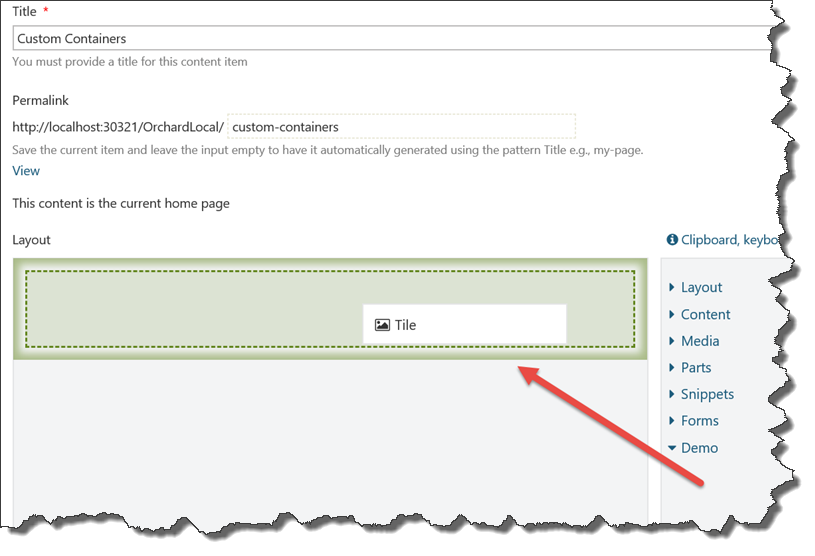 Title *
Custom Containers
You must provide a title for this content item
Permalink
http://localhost:30321/OrchardLocal/ custom-containers
Save the current item and leave the input empty to have it automatically generated using the pattern Title e.g., my-page.
View
This content is the current home page
Layout
Clipboard, keybo
Tile
Layout
Content
Media
Parts
Snippets
Forms
Demo